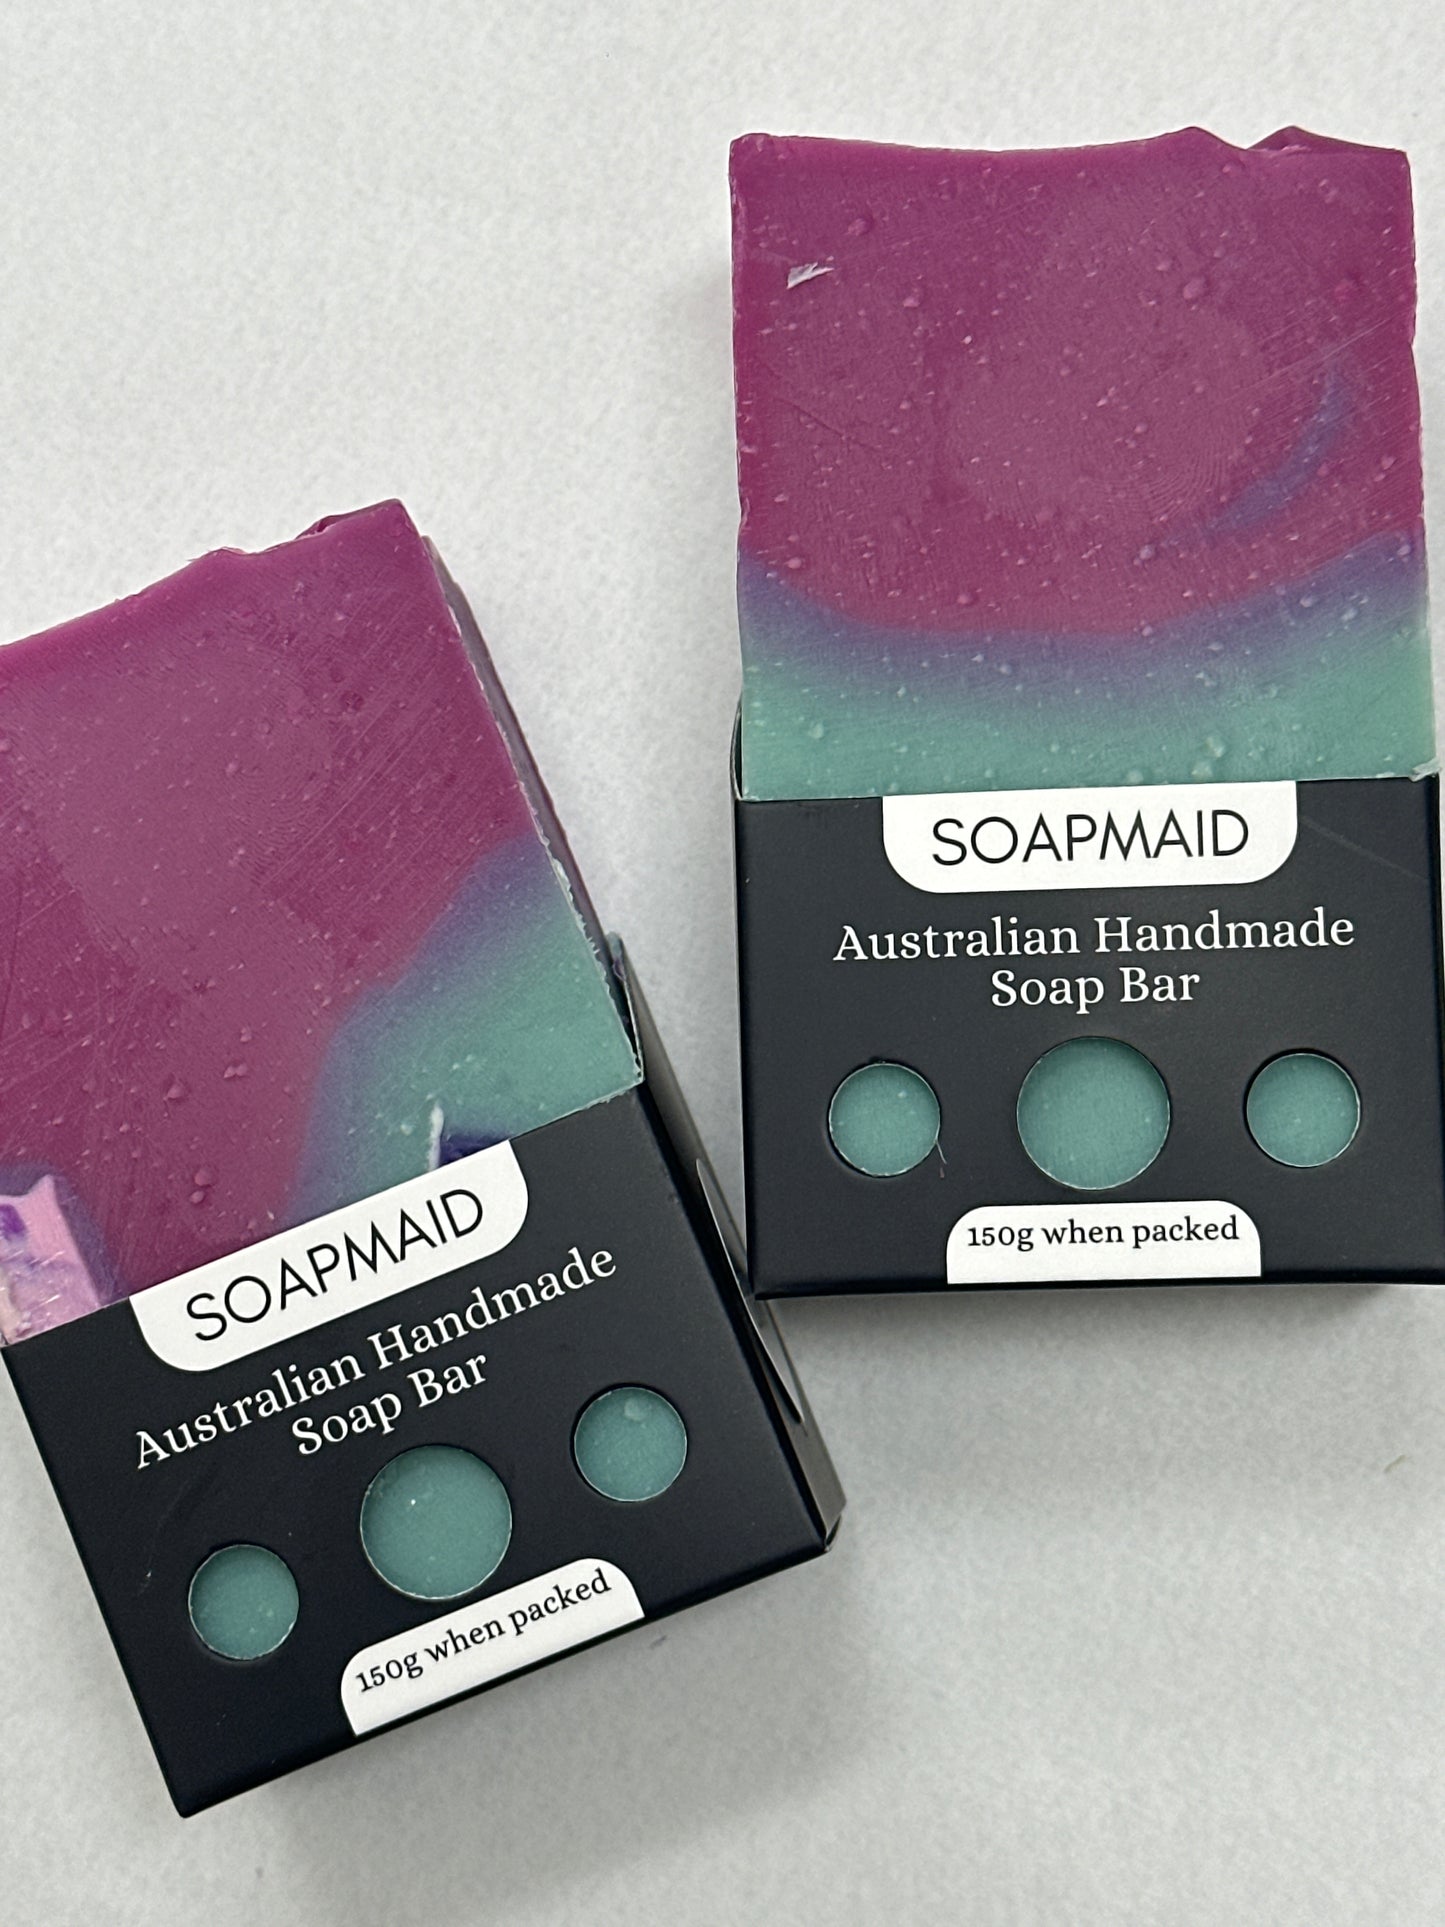 SOAPMAID
Australian Handmade
Soap Bar
150g when packed
SOAPMAID
Australian Handmade
Soap Bar
150g when packed